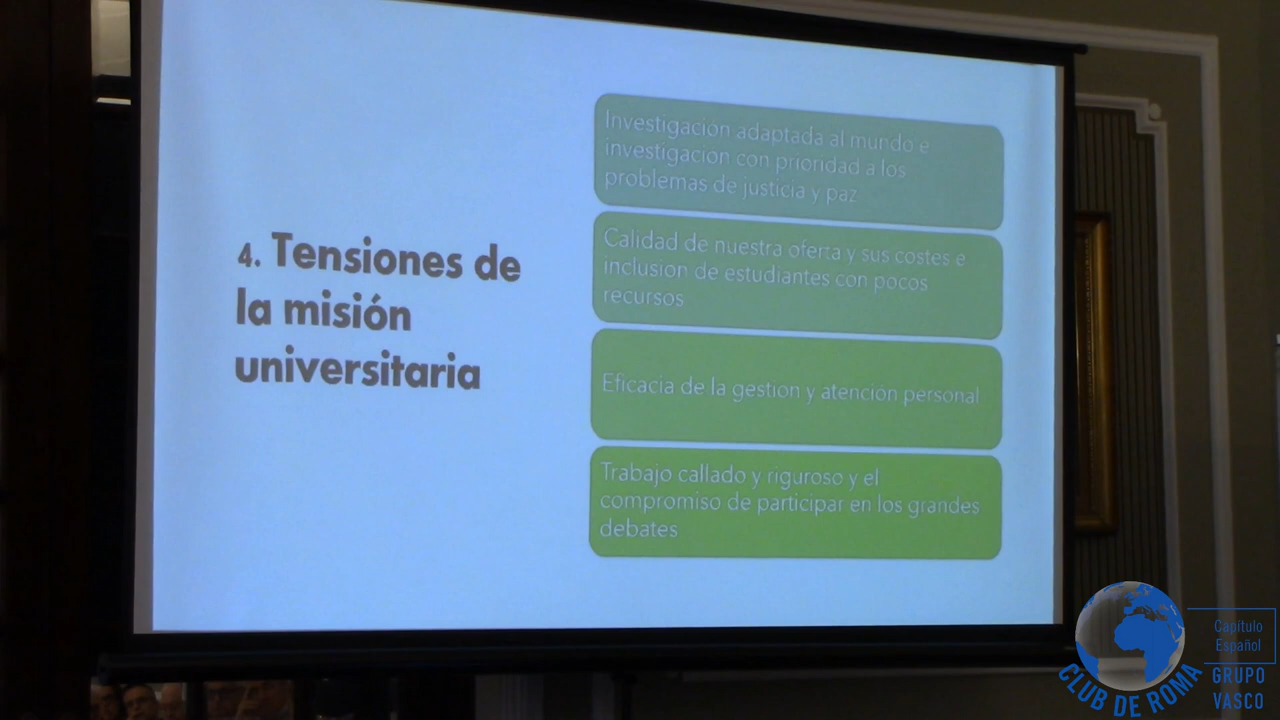 4. Tensiones de
la misión
universitaria
Investigación adaptada al mundo e
investigación con prioridad a los
problemas de justicia y paz
Calidad de nuestra oferta y sus costes e
inclusion de estudiantes con pocos
recursos
Eficacia de la gestion y atención personal
Trabajo callado y riguroso y el
compromiso de participar en los grandes
debates
CLUB DE ROMA
Capítulo
Español
GRUPO
VASCO